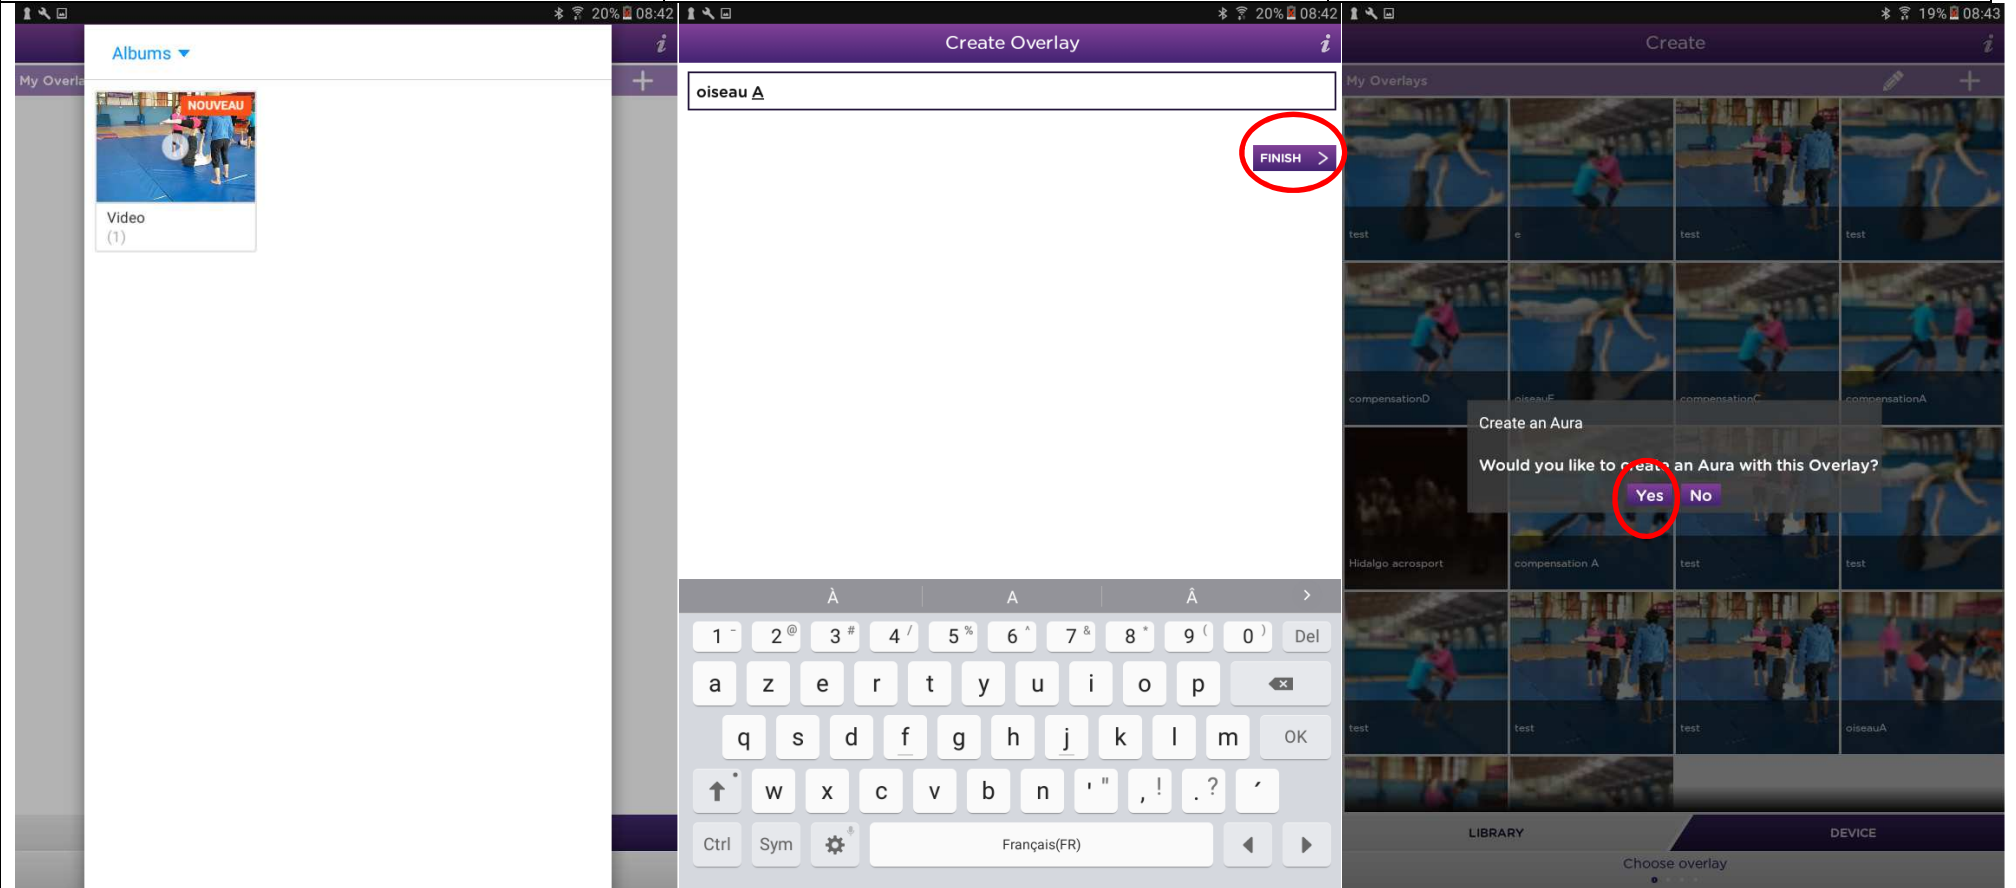 20% 08:42
Albums
My Overla
NOUVEAU
Video
(1)
20% 08:42
Create Overlay
i
oiseau A
FINISH >
À A Â >
1 - 2 @ 3 # 4 / 5 % 6 ^ 7 & 8 * 9 ( 0 ) Del
a z e r t y u i o p
q s d f g h j k l m OK
w x c v b n ' " , ! . ? ´
Ctrl Sym Français(FR)
19% 08:43
Create
i
My Overlays
test e test test
compensationD oiseauE compensationC compensationA
Create an Aura
Would you like to create an Aura with this Overlay?
Yes No
Hidalgo acrosport compensation A test test
test test test oiseauA
LIBRARY DEVICE
Choose overlay